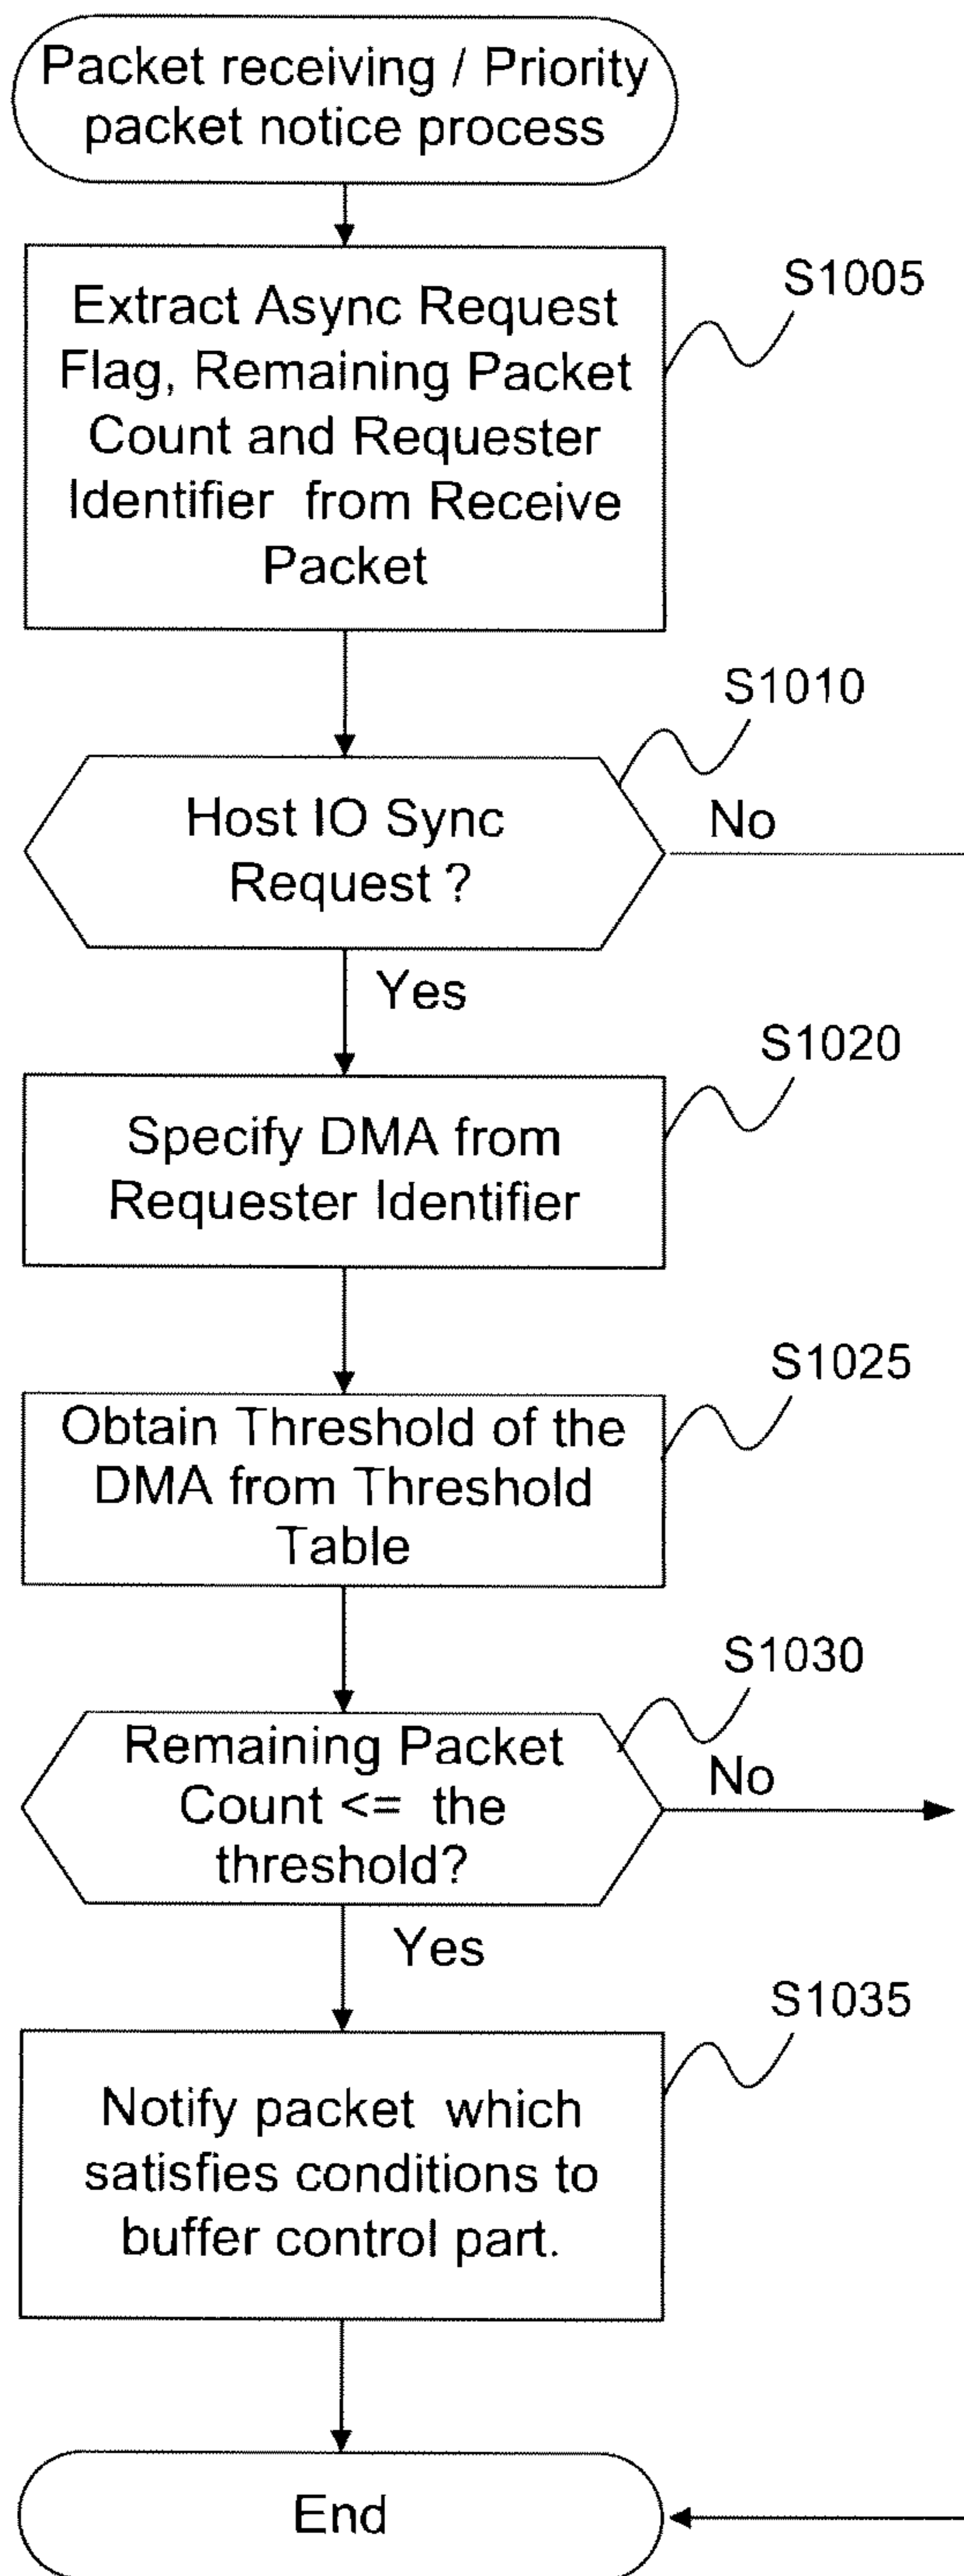 Packet receiving / Priority
packet notice process
S1005
Extract Async Request
Flag, Remaining Packet
Count and Requester
Identifier from Receive
Packet
S1010
Host IO Sync
Request ?
No
Yes
S1020
Specify DMA from
Requester Identifier
S1025
Obtain Threshold of the
DMA from Threshold
Table
S1030
Remaining Packet
Count <= the
threshold?
No
Yes
S1035
Notify packet which
satisfies conditions to
buffer control part.
End